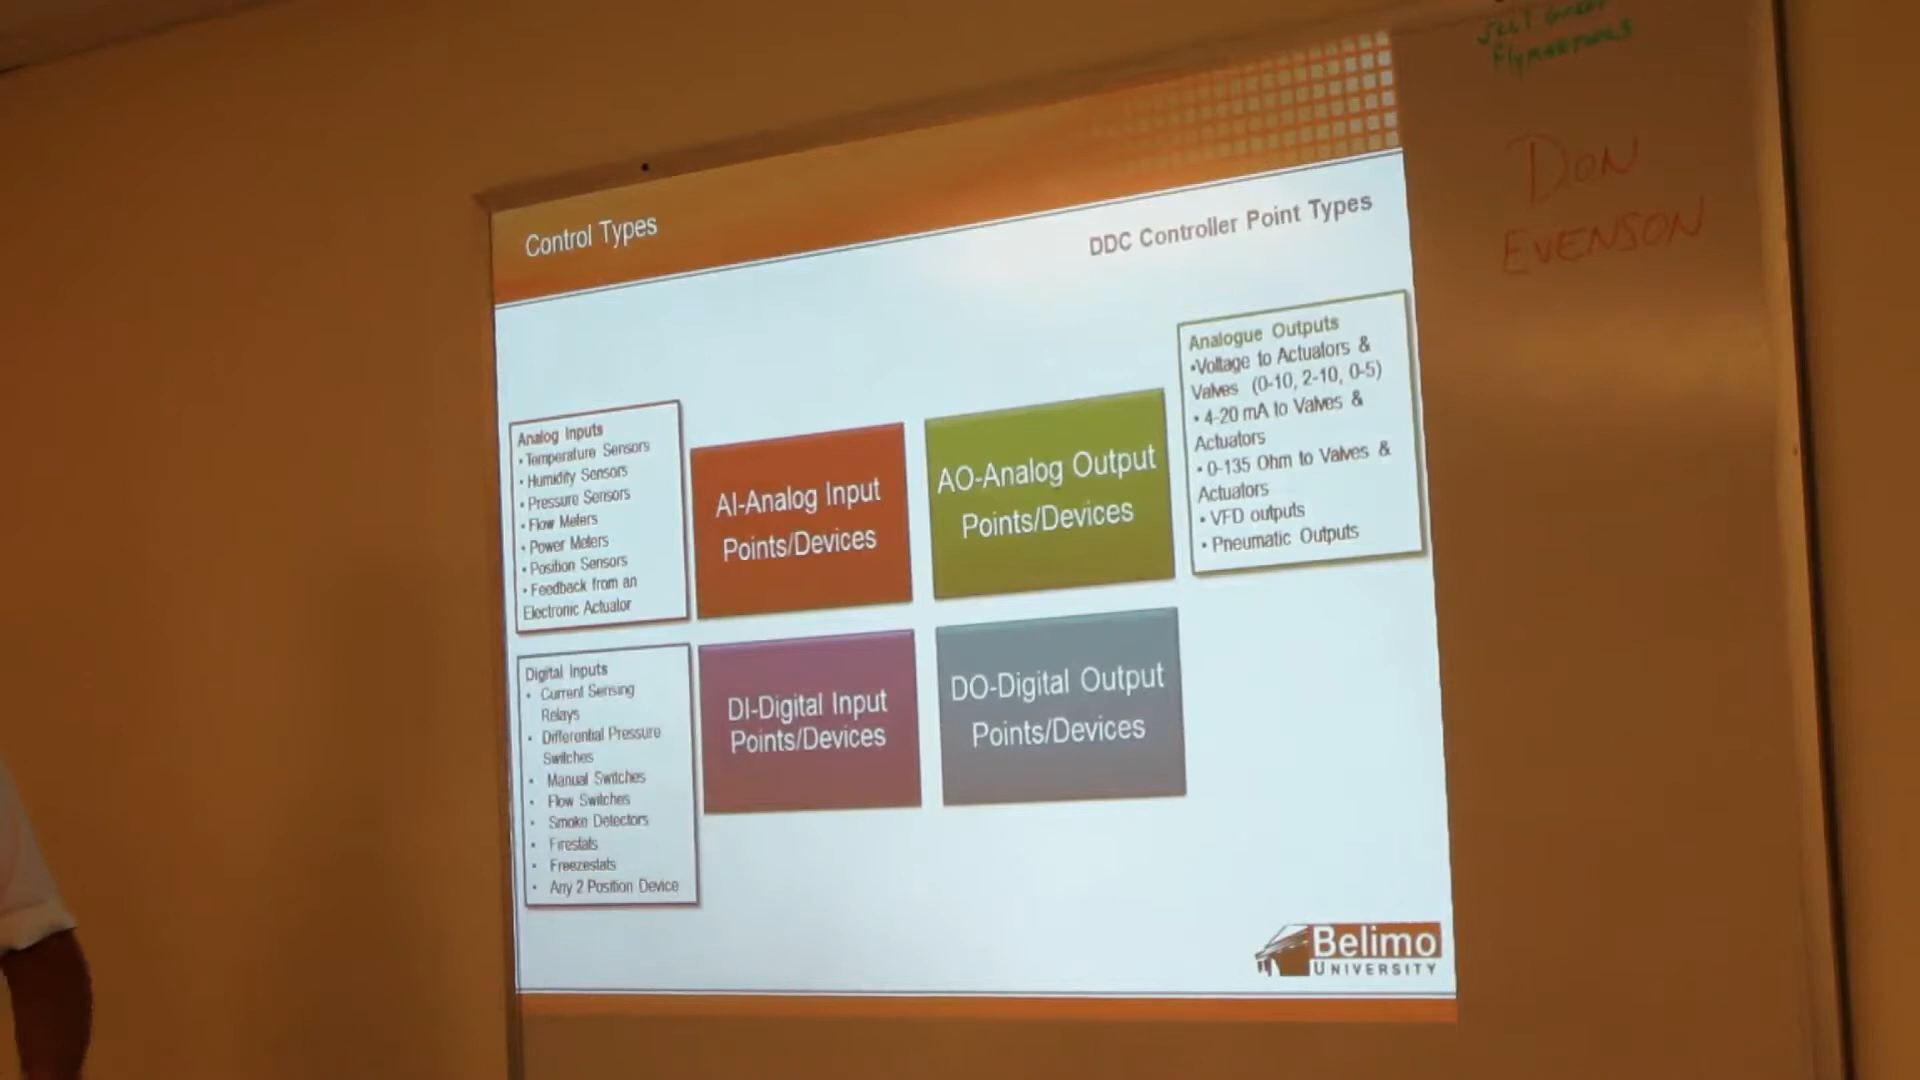 Control Types
DDC Controller Point Types
Analog Inputs
•Temperature Sensors
• Humidity Sensors
• Pressure Sensors
• Flow Meters
• Power Meters
• Position Sensors
• Feedback from an
Electronic Actuator
AI-Analog Input
Points/Devices
AO-Analog Output
Points/Devices
Analogue Outputs
•Voltage to Actuators &
Valves (0-10, 2-10, 0-5)
• 4-20 mA to Valves &
Actuators
• 0-135 Ohm to Valves &
Actuators
• VFD outputs
• Pneumatic Outputs
Digital Inputs
• Current Sensing
Relays
• Differential Pressure
Switches
• Manual Switches
• Flow Switches
• Smoke Detectors
• Firestats
• Freezestats
• Any 2 Position Device
DI-Digital Input
Points/Devices
DO-Digital Output
Points/Devices
Belimo
UNIVERSITY
DON
EVENSON